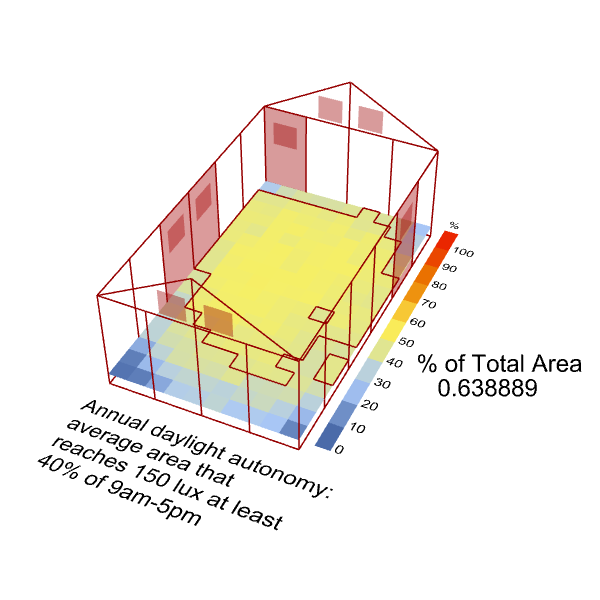 %
100
90
80
70
60
50
40
30
20
10
0
% of Total Area
0.638889
Annual daylight autonomy:
average area that
reaches 150 lux at least
40% of 9am-5pm